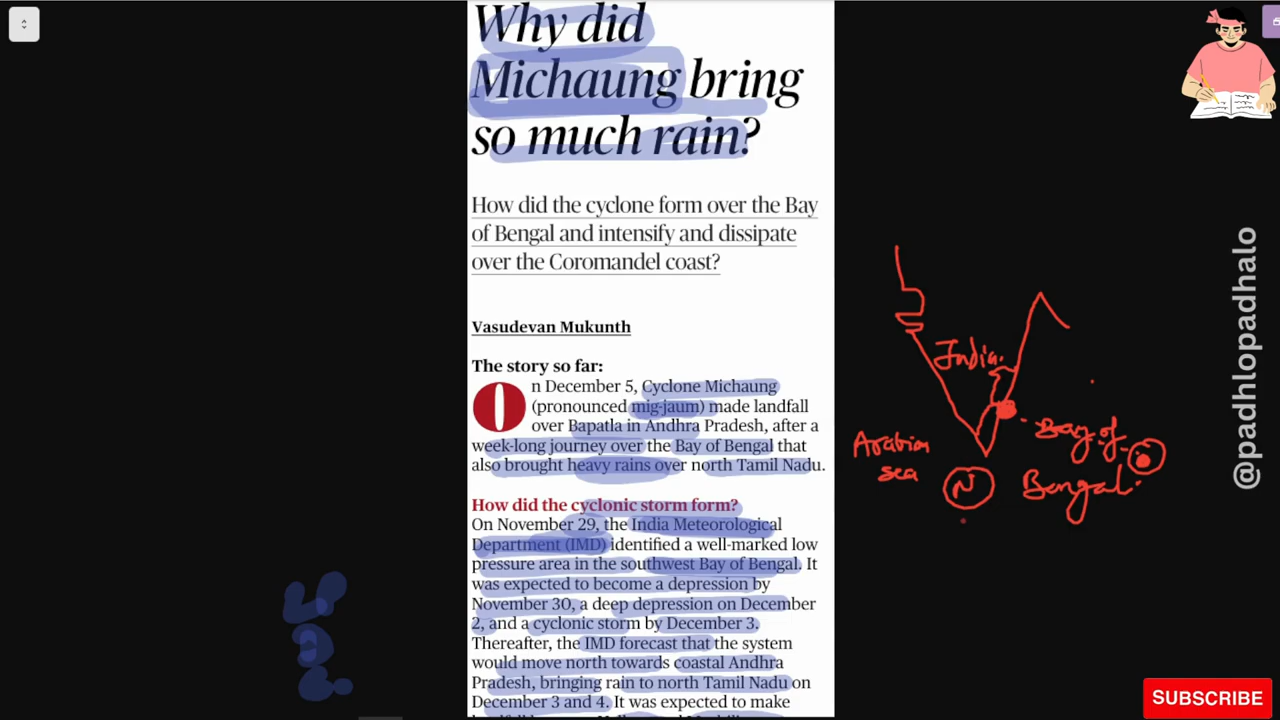 Why did
Michaung bring
so much rain?
How did the cyclone form over the Bay
of Bengal and intensify and dissipate
over the Coromandel coast?
Vasudevan Mukunth
The story so far:
On December 5, Cyclone Michaung
(pronounced mig-jaum) made landfall
over Bapatla in Andhra Pradesh, after a
week-long journey over the Bay of Bengal that
also brought heavy rains over north Tamil Nadu.
How did the cyclonic storm form?
On November 29, the India Meteorological
Department (IMD) identified a well-marked low
pressure area in the southwest Bay of Bengal. It
was expected to become a depression by
November 30, a deep depression on December
2, and a cyclonic storm by December 3.
Thereafter, the IMD forecast that the system
would move north towards coastal Andhra
Pradesh, bringing rain to north Tamil Nadu on
December 3 and 4. It was expected to make
India
Arabian
sea
N
Bay of
Bengal
@padhlopadhalo
SUBSCRIBE